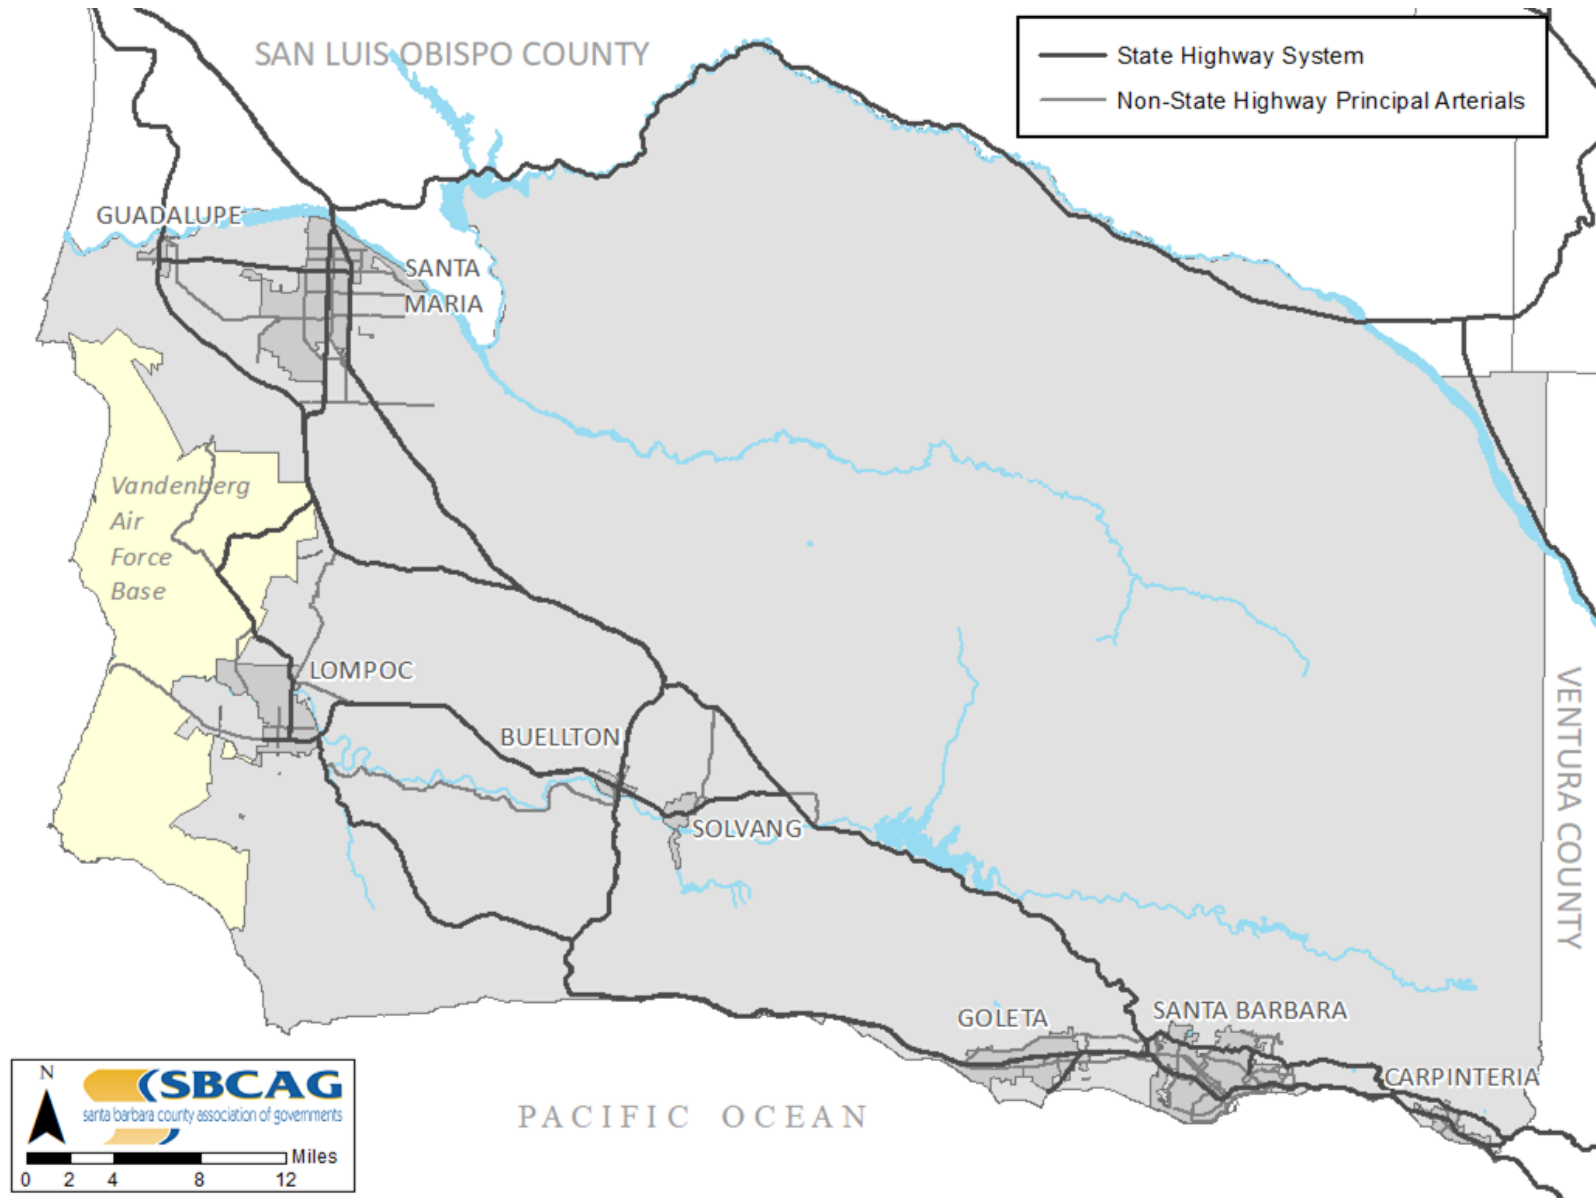 SAN LUIS OBISPO COUNTY
State Highway System
Non-State Highway Principal Arterials
GUADALUPE
SANTA
MARIA
Vandenberg
Air
Force
Base
LOMPOC
BUELLTON
SOLVANG
VENTURA COUNTY
GOLETA
SANTA BARBARA
CARPINTERIA
PACIFIC OCEAN
N
SBCAG
santa barbara county association of governments
Miles
0 2 4 8 12